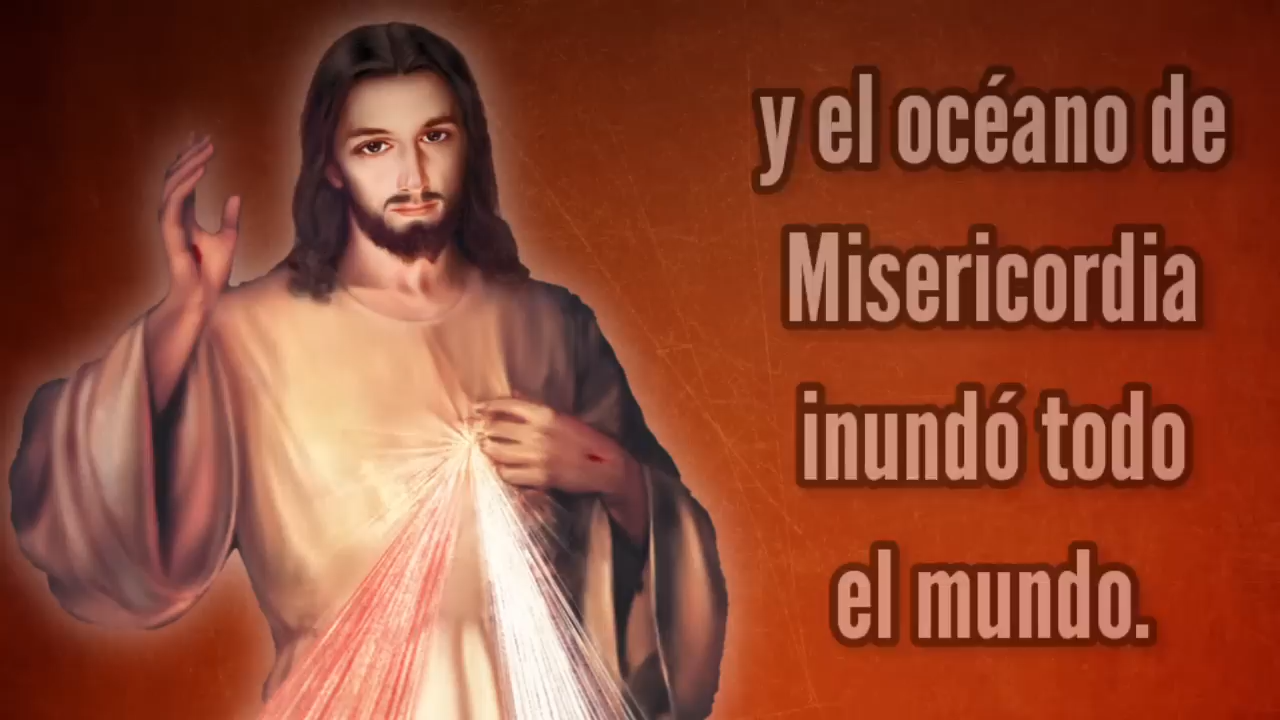 y el océano de
Misericordia
inundó todo
el mundo.